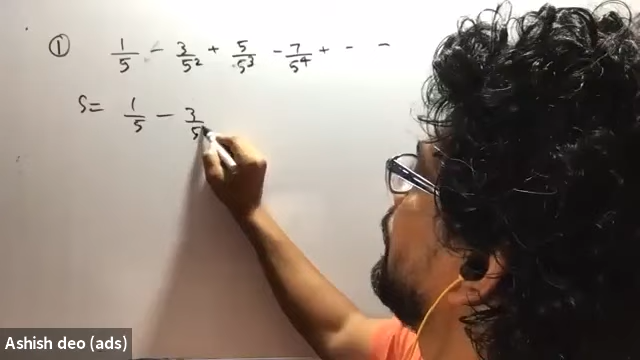 ① 1/5 - 3/5² + 5/5³ - 7/5⁴ + - -
S = 1/5 - 3/5
Ashish deo (ads)